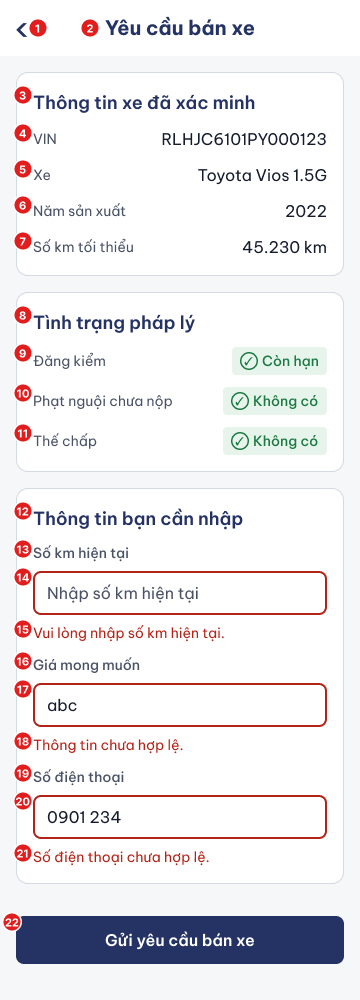 1
2 Yêu cầu bán xe
3 Thông tin xe đã xác minh
4 VIN RLHJC6101PY000123
5 Xe Toyota Vios 1.5G
6 Năm sản xuất 2022
7 Số km tối thiểu 45.230 km
8 Tình trạng pháp lý
9 Đăng kiểm Còn hạn
10 Phạt nguội chưa nộp Không có
11 Thế chấp Không có
12 Thông tin bạn cần nhập
13 Số km hiện tại
14 Nhập số km hiện tại
15 Vui lòng nhập số km hiện tại.
16 Giá mong muốn
17 abc
18 Thông tin chưa hợp lệ.
19 Số điện thoại
20 0901 234
21 Số điện thoại chưa hợp lệ.
22 Gửi yêu cầu bán xe